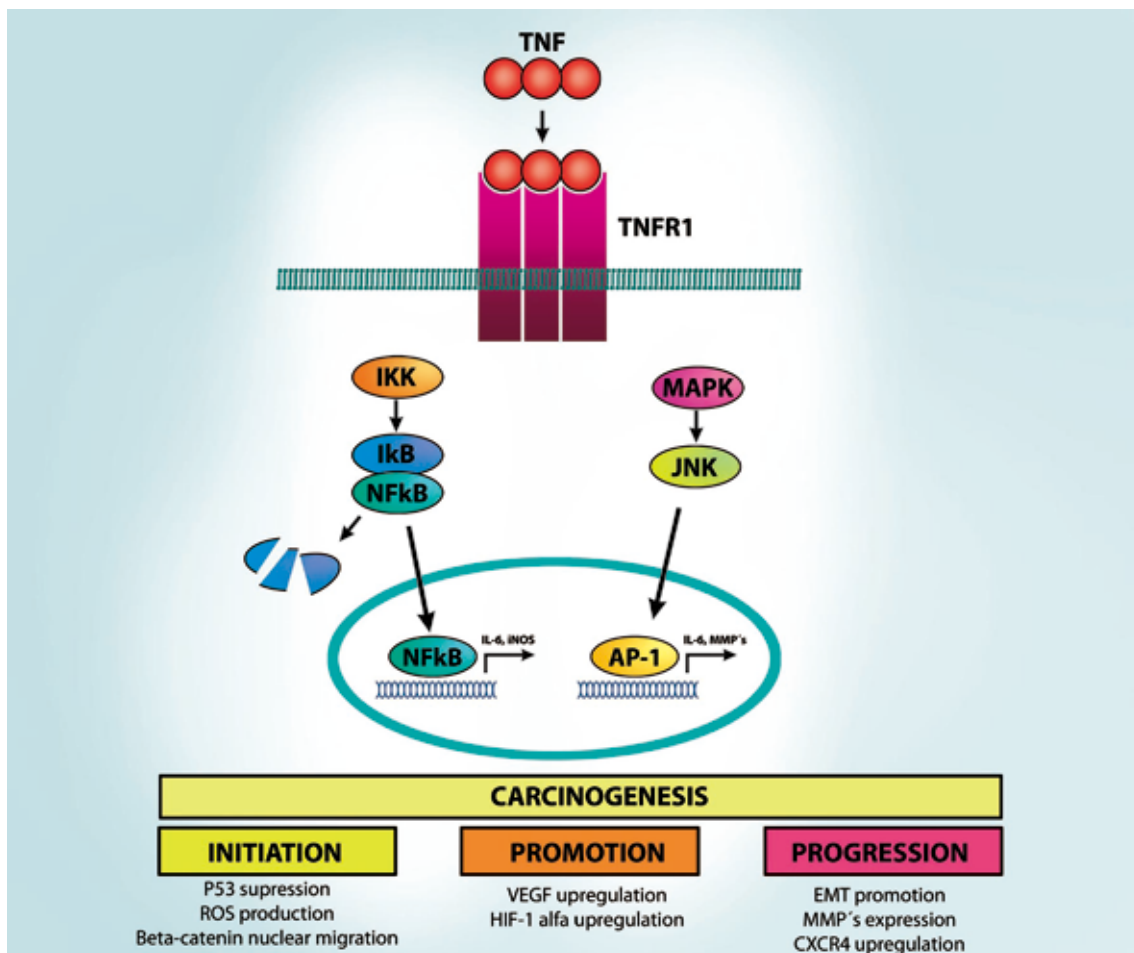 TNF
TNFR1
IKK
MAPK
IkB
JNK
NFkB
NFkB
IL-6, iNOS
AP-1
IL-6, MMP´s
CARCINOGENESIS
INITIATION
P53 supression
ROS production
Beta-catenin nuclear migration
PROMOTION
VEGF upregulation
HIF-1 alfa upregulation
PROGRESSION
EMT promotion
MMP´s expression
CXCR4 upregulation